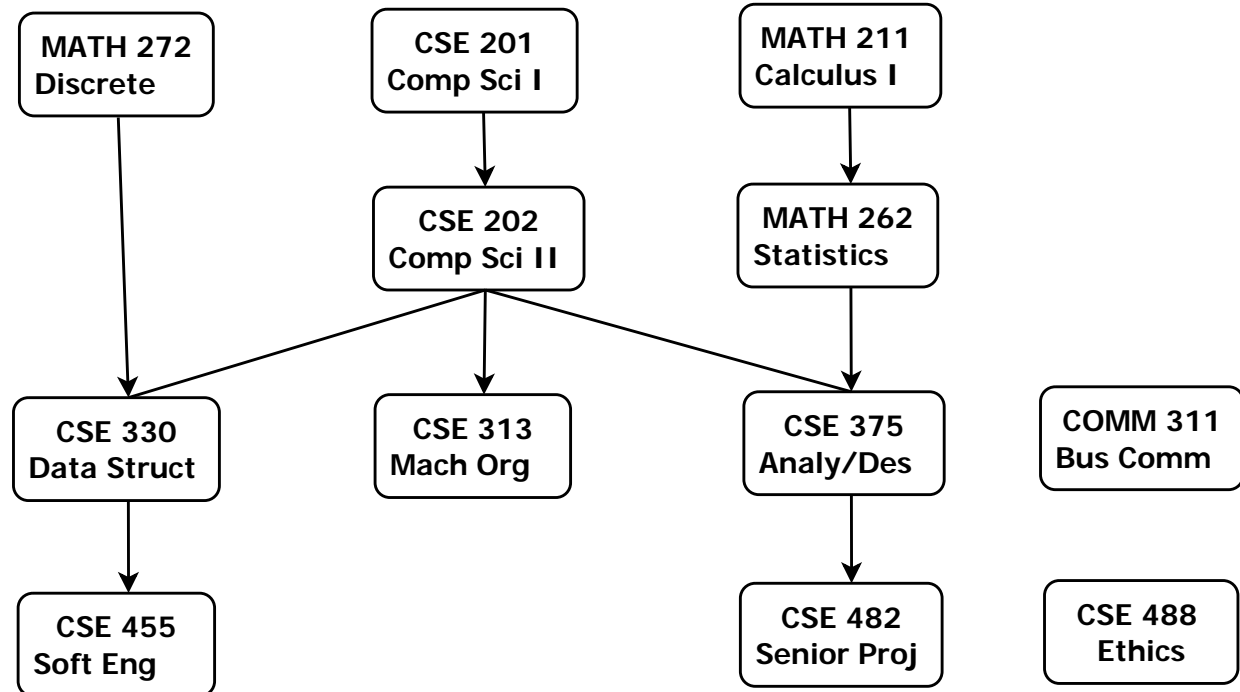 MATH 272
Discrete
CSE 201
Comp Sci I
MATH 211
Calculus I
CSE 202
Comp Sci II
MATH 262
Statistics
CSE 330
Data Struct
CSE 313
Mach Org
CSE 375
Analy/Des
COMM 311
Bus Comm
CSE 455
Soft Eng
CSE 482
Senior Proj
CSE 488
Ethics